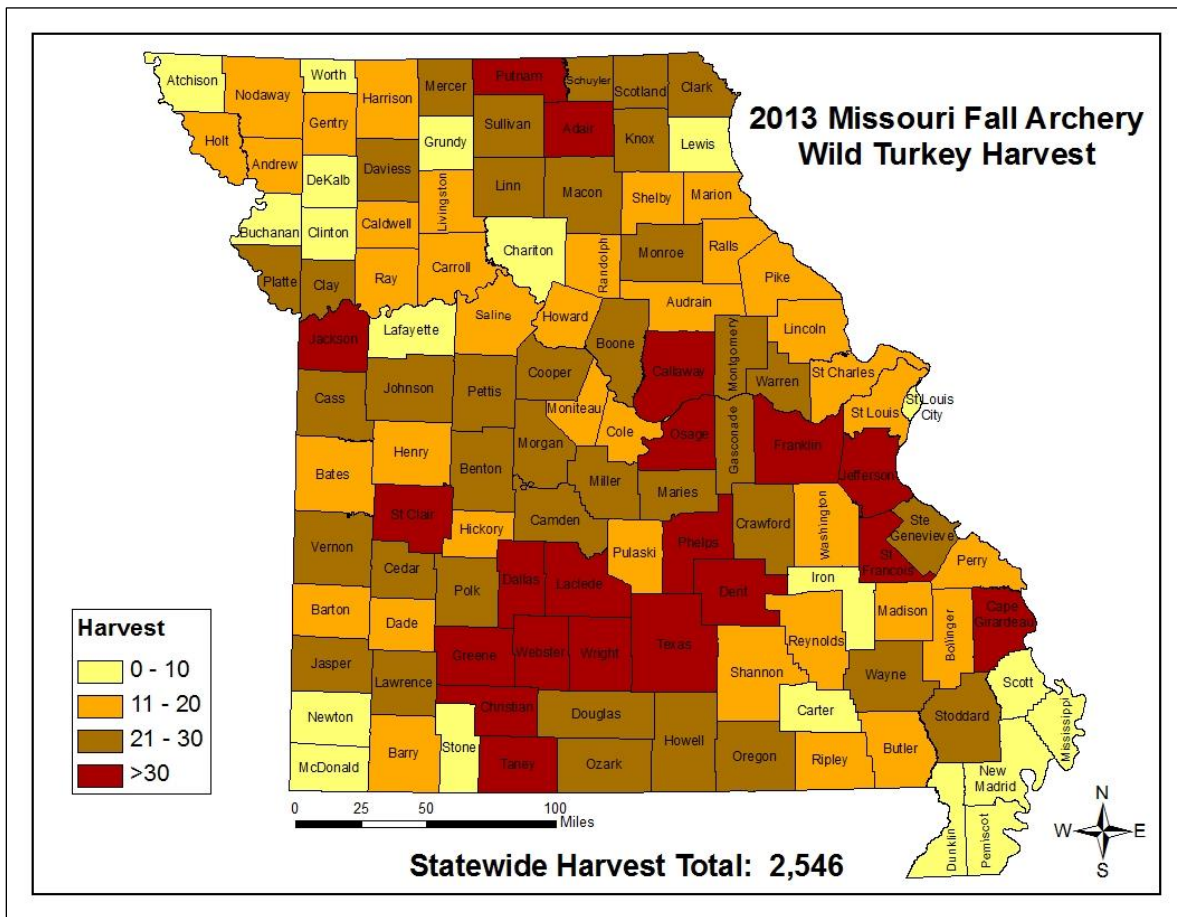 2013 Missouri Fall Archery
Wild Turkey Harvest
Atchison
Nodaway
Worth
Harrison
Mercer
Putnam
Schuyler
Scotland
Clark
Gentry
Holt
Andrew
Grundy
Sullivan
Adair
Knox
Lewis
DeKalb
Daviess
Livingston
Linn
Macon
Shelby
Marion
Buchanan
Clinton
Caldwell
Chariton
Randolph
Monroe
Ralls
Pike
Platte
Clay
Ray
Carroll
Audrain
Lincoln
Jackson
Lafayette
Saline
Howard
Boone
Callaway
Montgomery
Warren
St Charles
St Louis
St Louis
City
Cass
Johnson
Pettis
Cooper
Moniteau
Cole
Osage
Gasconade
Franklin
Jefferson
Bates
Henry
Benton
Morgan
Miller
Maries
St Clair
Hickory
Camden
Pulaski
Phelps
Crawford
Washington
Ste
Genevieve
St
Francois
Perry
Vernon
Cedar
Polk
Dallas
Laclede
Dent
Iron
Madison
Bollinger
Cape
Girardeau
Barton
Dade
Greene
Webster
Wright
Texas
Shannon
Reynolds
Wayne
Jasper
Lawrence
Christian
Douglas
Howell
Carter
Stoddard
Scott
Mississippi
Newton
McDonald
Barry
Stone
Taney
Ozark
Oregon
Ripley
Butler
New
Madrid
Dunklin
Pemiscot
Harvest
0 - 10
11 - 20
21 - 30
>30
0 25 50 100
Miles
N
W E
S
Statewide Harvest Total: 2,546